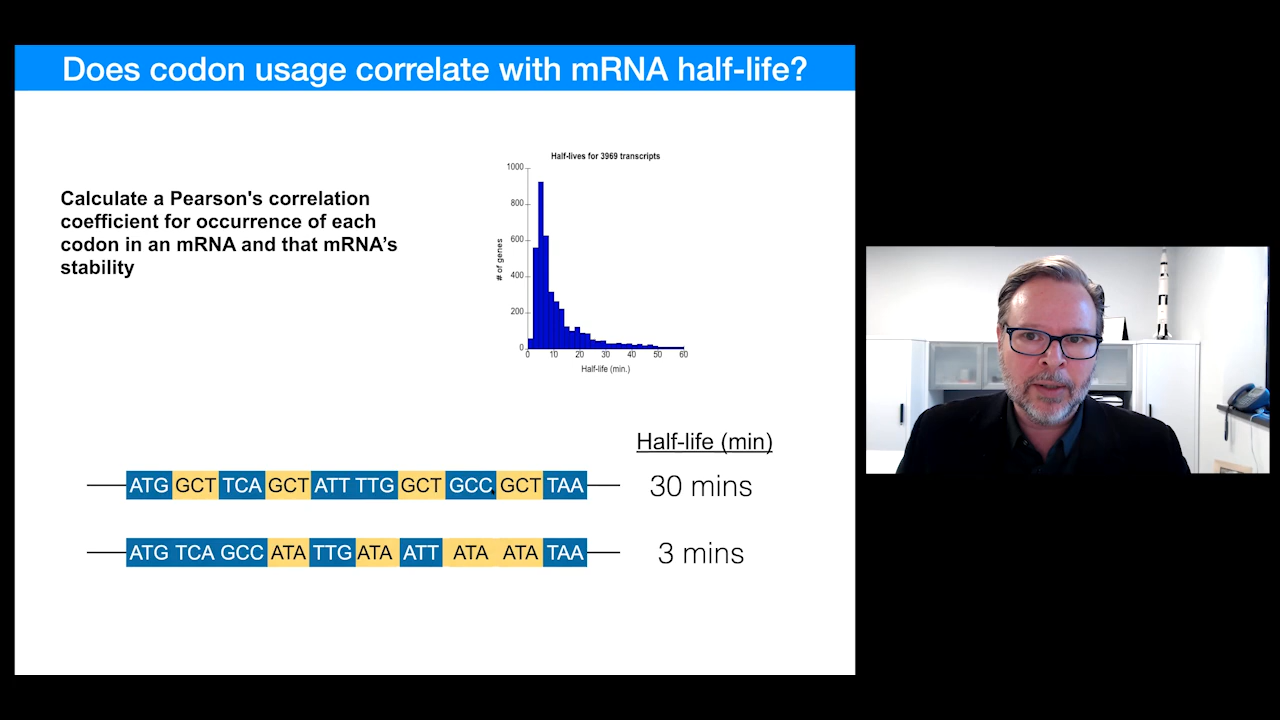 Does codon usage correlate with mRNA half-life?
Calculate a Pearson's correlation
coefficient for occurrence of each
codon in an mRNA and that mRNA’s
stability
Half-lives for 3969 transcripts
# of genes
1000
800
600
400
200
0
0 10 20 30 40 50 60
Half-life (min.)
Half-life (min)
ATG GCT TCA GCT ATT TTG GCT GCC GCT TAA 30 mins
ATG TCA GCC ATA TTG ATA ATT ATA ATA TAA 3 mins